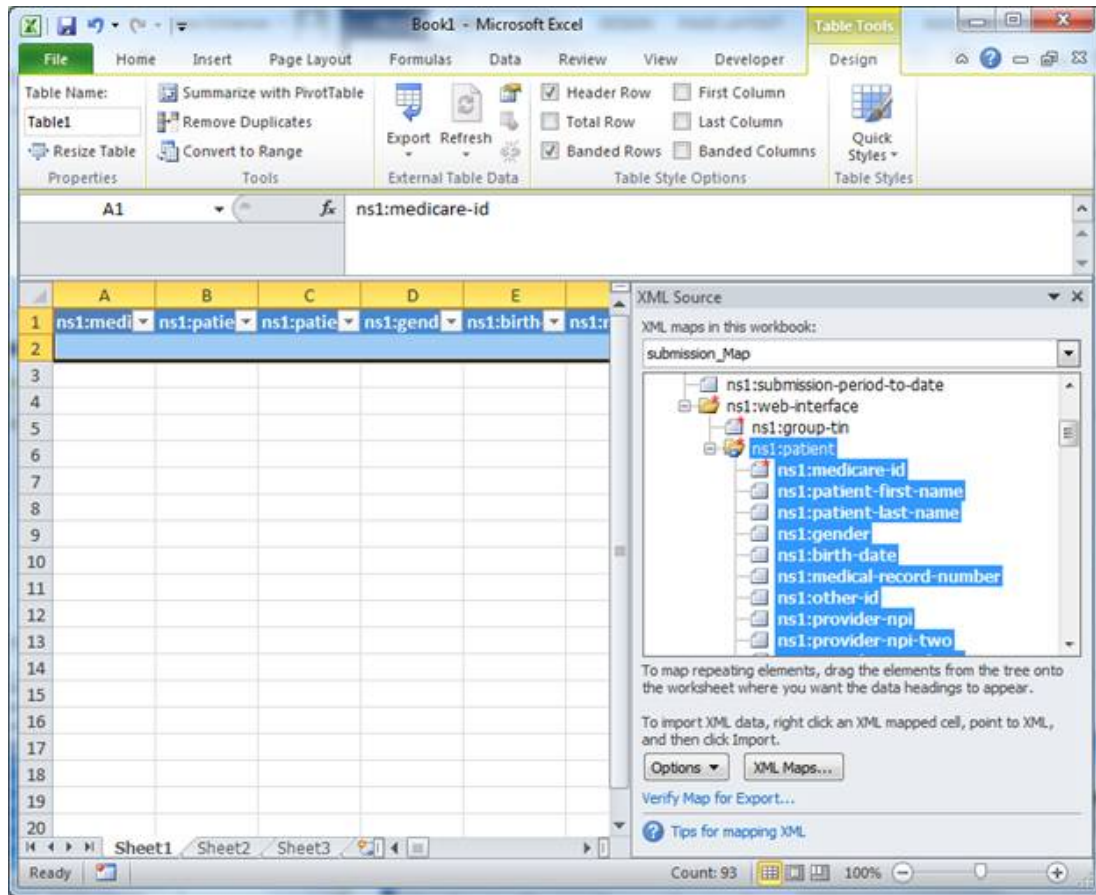 Book1 - Microsoft Excel
Table Tools
File Home Insert Page Layout Formulas Data Review View Developer Design
Table Name:
Table1
Resize Table
Properties
Summarize with PivotTable
Remove Duplicates
Convert to Range
Tools
Export Refresh
External Table Data
Header Row First Column
Total Row Last Column
Banded Rows Banded Columns
Table Style Options
Quick
Styles
Table Styles
A1 fx ns1:medicare-id
A B C D E
1 ns1:medi ns1:patie ns1:patie ns1:gend ns1:birth- ns1:r
2
3
4
5
6
7
8
9
10
11
12
13
14
15
16
17
18
19
20
XML Source
XML maps in this workbook:
submission_Map
ns1:submission-period-to-date
ns1:web-interface
ns1:group-tin
ns1:patient
ns1:medicare-id
ns1:patient-first-name
ns1:patient-last-name
ns1:gender
ns1:birth-date
ns1:medical-record-number
ns1:other-id
ns1:provider-npi
ns1:provider-npi-two
To map repeating elements, drag the elements from the tree onto
the worksheet where you want the data headings to appear.
To import XML data, right click an XML mapped cell, point to XML,
and then click Import.
Options XML Maps...
Verify Map for Export...
Tips for mapping XML
Sheet1 Sheet2 Sheet3
Ready Count: 93 100%